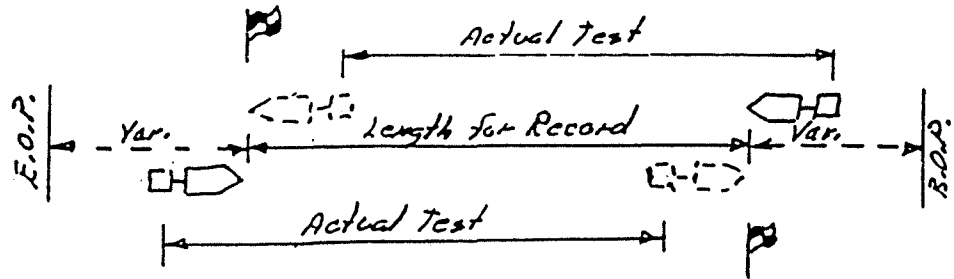 Actual Test
E.O.P.
Var.
Length for Record
Var.
B.O.P.
Actual Test